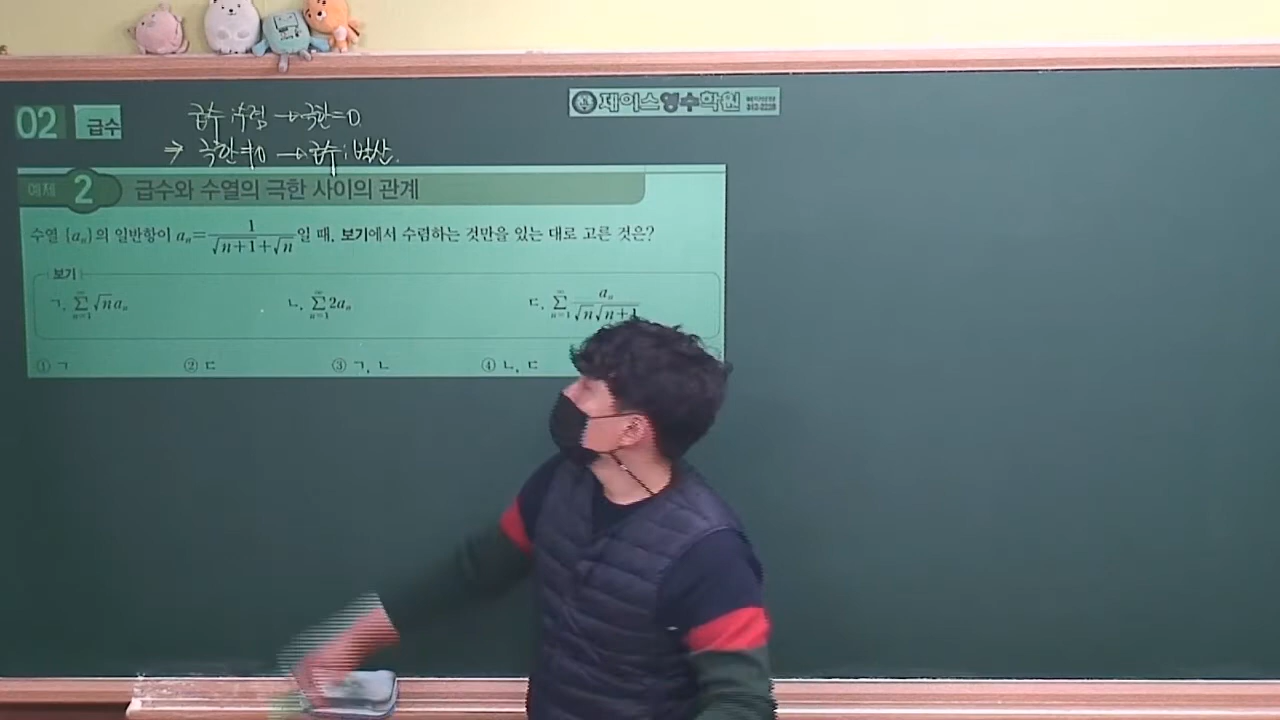 제이스영수학원
02 급수
급수:수렴 → 극한=0.
⇒ 극한≠0 → 급수:발산.
예제 2 급수와 수열의 극한 사이의 관계
수열 {aₙ}의 일반항이 aₙ=1/(√n+1+√n)일 때, 보기에서 수렴하는 것만을 있는 대로 고른 것은?
보기
ㄱ. ∑ₙ₌₁^∞ √n aₙ ㄴ. ∑ₙ₌₁^∞ 2aₙ ㄷ. ∑ₙ₌₁^∞ aₙ/(√n√n+1)
① ㄱ ② ㄷ ③ ㄱ, ㄴ ④ ㄴ, ㄷ